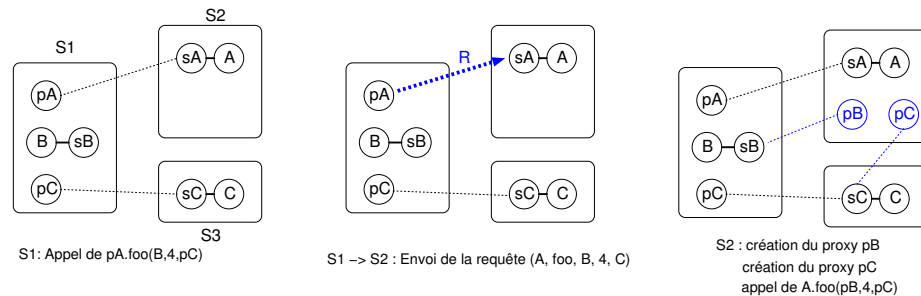 S1
S2
pA
sA
A
B
sB
pC
sC
C
S3
S1: Appel de pA.foo(B,4,pC)
R
pA
sA
A
B
sB
pC
sC
C
S1 −> S2 : Envoi de la requête (A, foo, B, 4, C)
pA
sA
A
pB
pC
B
sB
pC
sC
C
S2 : création du proxy pB
création du proxy pC
appel de A.foo(pB,4,pC)